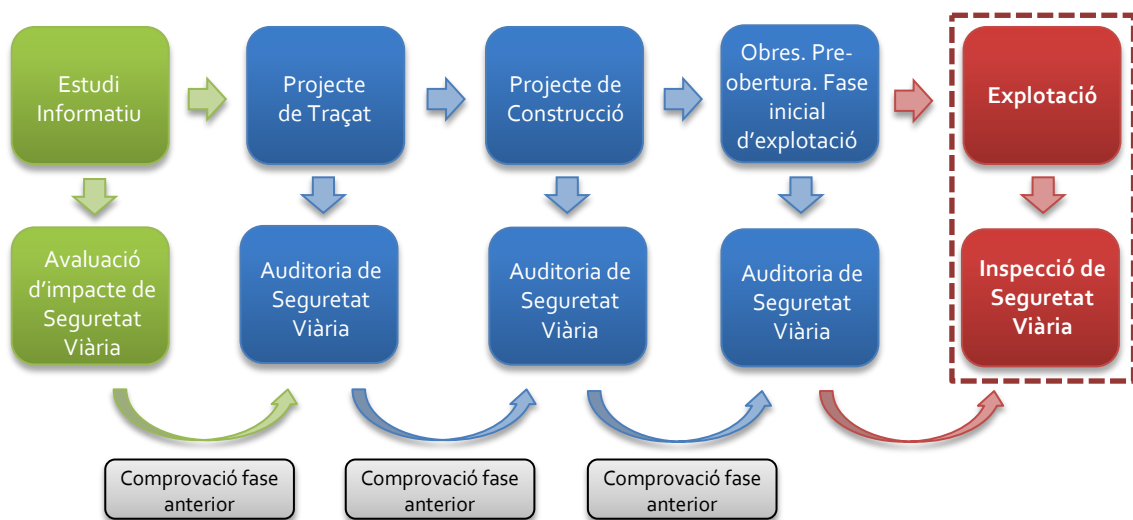 Estudi
Informatiu
Projecte
de Traçat
Projecte de
Construcció
Obres. Pre-
obertura. Fase
inicial
d'explotació
Explotació
Avaluació
d'impacte de
Seguretat
Viària
Auditoria de
Seguretat
Viària
Auditoria de
Seguretat
Viària
Auditoria de
Seguretat
Viària
Inspecció de
Seguretat
Viària
Comprovació fase
anterior
Comprovació fase
anterior
Comprovació fase
anterior